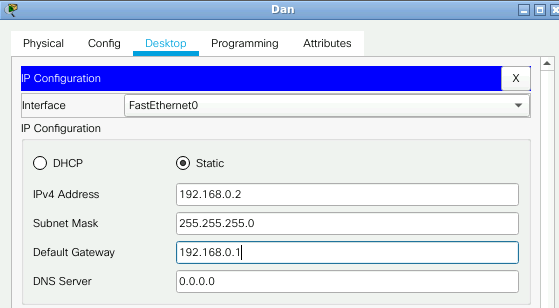 Dan
Physical Config Desktop Programming Attributes
IP Configuration X
Interface FastEthernet0
IP Configuration
DHCP Static
IPv4 Address 192.168.0.2
Subnet Mask 255.255.255.0
Default Gateway 192.168.0.1
DNS Server 0.0.0.0